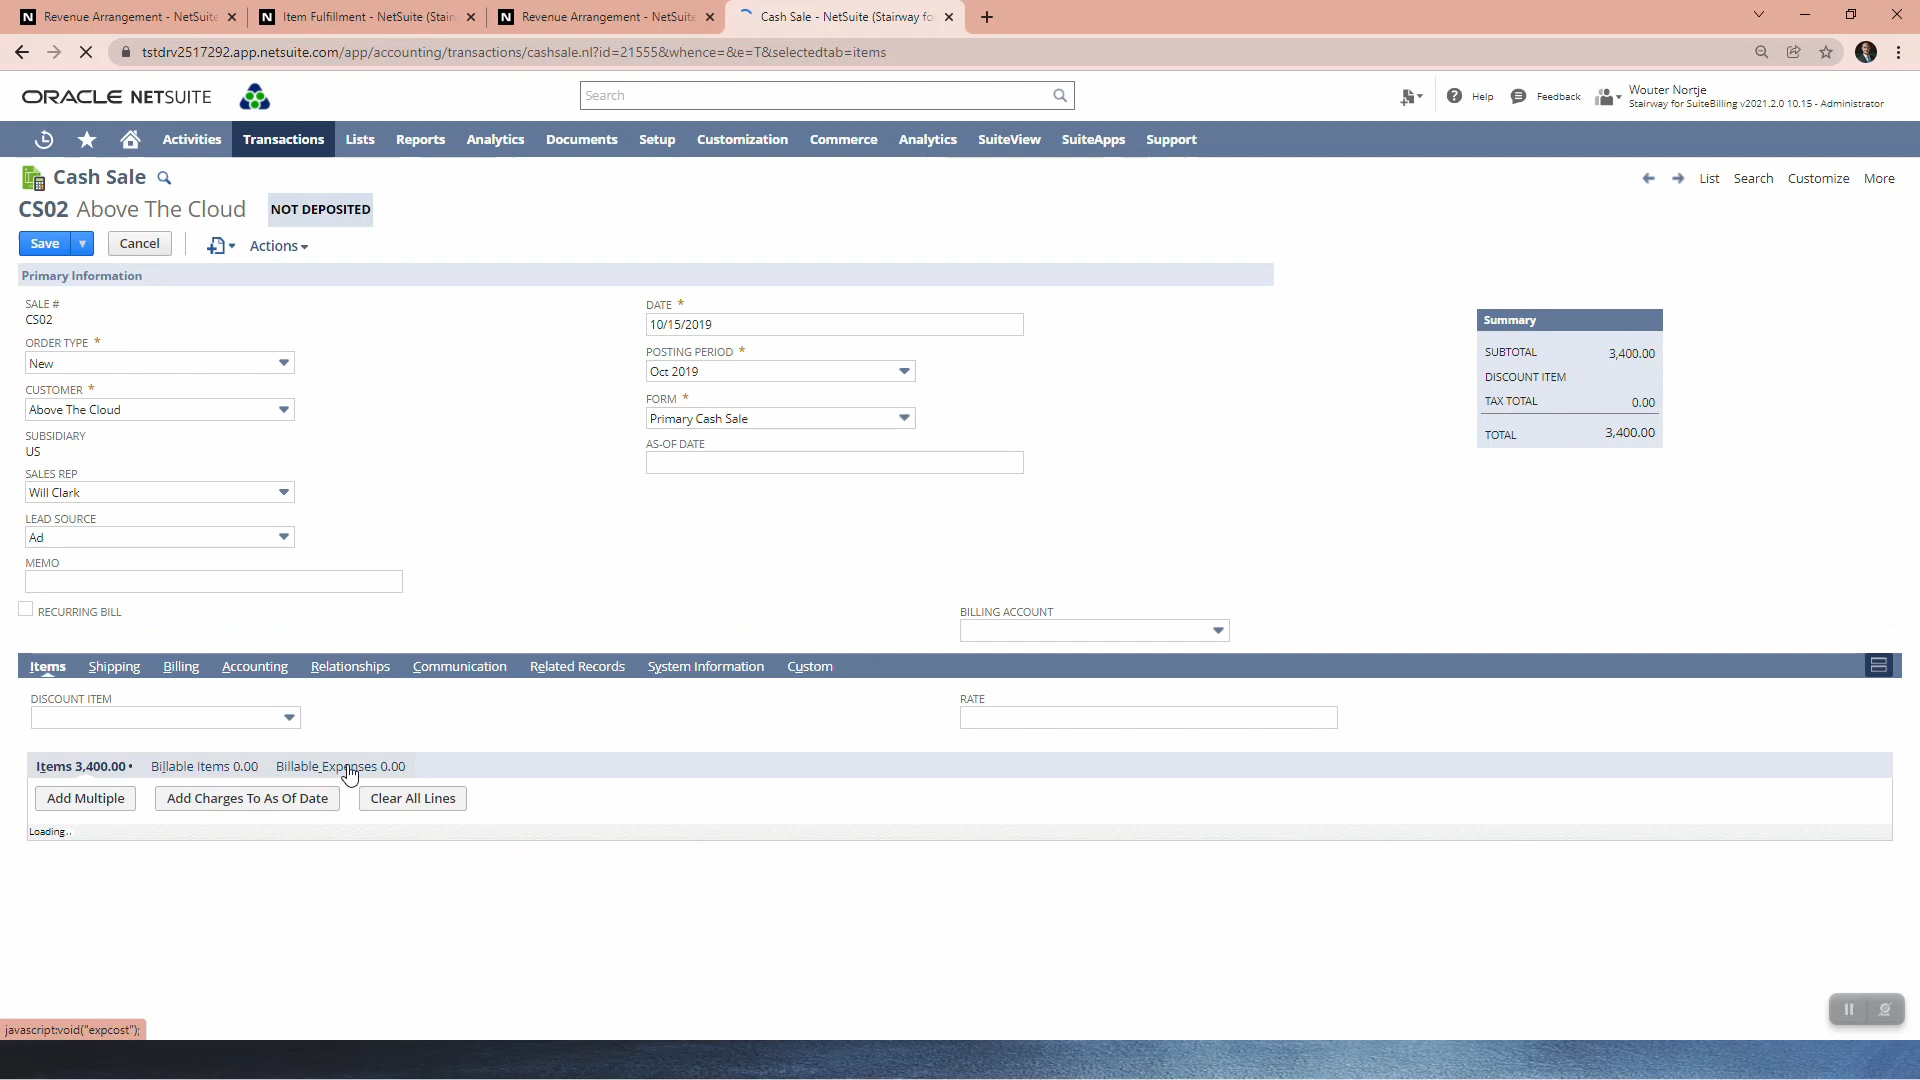 Revenue Arrangement - NetSuite
Item Fulfillment - NetSuite (Stair
Revenue Arrangement - NetSuite
Cash Sale - NetSuite (Stairway fo
tstdrv2517292.app.netsuite.com/app/accounting/transactions/cashsale.nl?id=21555&whence=&e=T&selectedtab=items
ORACLE NETSUITE
Search
Help
Feedback
Wouter Nortje
Stairway for SuiteBilling v2021.2.0 10.15 - Administrator
Activities
Transactions
Lists
Reports
Analytics
Documents
Setup
Customization
Commerce
Analytics
SuiteView
SuiteApps
Support
Cash Sale
List
Search
Customize
More
CS02 Above The Cloud
NOT DEPOSITED
Save
Cancel
Actions
Primary Information
SALE #
CS02
ORDER TYPE *
New
CUSTOMER *
Above The Cloud
SUBSIDIARY
US
SALES REP
Will Clark
LEAD SOURCE
Ad
MEMO
RECURRING BILL
DATE *
10/15/2019
POSTING PERIOD *
Oct 2019
FORM *
Primary Cash Sale
AS-OF DATE
BILLING ACCOUNT
Summary
SUBTOTAL 3,400.00
DISCOUNT ITEM
TAX TOTAL 0.00
TOTAL 3,400.00
Items
Shipping
Billing
Accounting
Relationships
Communication
Related Records
System Information
Custom
DISCOUNT ITEM
RATE
Items 3,400.00 •
Billable Items 0.00
Billable Expenses 0.00
Add Multiple
Add Charges To As Of Date
Clear All Lines
Loading..
javascript:void("expcost");